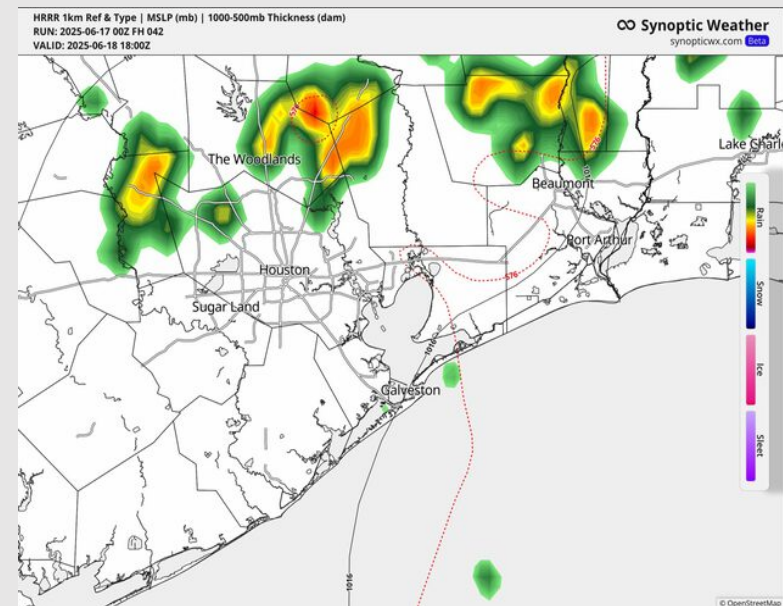 HRRR 1km Ref & Type | MSLP (mb) | 1000-500mb Thickness (dam)
RUN: 2025-06-17 00Z FH 042
VALID: 2025-06-18 18:00Z
Synoptic Weather
synopticwx.com Beta
The Woodlands
Lake Charl
576
Beaumont
Port Arthur
Houston
576
Sugar Land
1016
Galveston
1016
Rain
Snow
Ice
Sleet
© OpenStreetMap